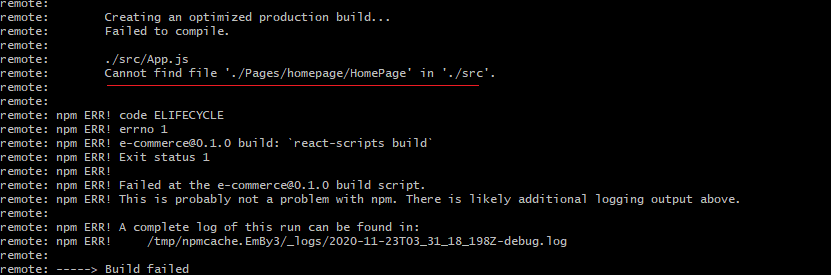 remote:
remote:        Creating an optimized production build...
remote:        Failed to compile.
remote:
remote:        ./src/App.js
remote:        Cannot find file './Pages/homepage/HomePage' in './src'.
remote:
remote:
remote: npm ERR! code ELIFECYCLE
remote: npm ERR! errno 1
remote: npm ERR! e-commerce@0.1.0 build: `react-scripts build`
remote: npm ERR! Exit status 1
remote: npm ERR!
remote: npm ERR! Failed at the e-commerce@0.1.0 build script.
remote: npm ERR! This is probably not a problem with npm. There is likely additional logging output above.
remote:
remote: npm ERR! A complete log of this run can be found in:
remote: npm ERR!     /tmp/npmcache.EmBy3/_logs/2020-11-23T03_31_18_198Z-debug.log
remote:
remote: -----> Build failed